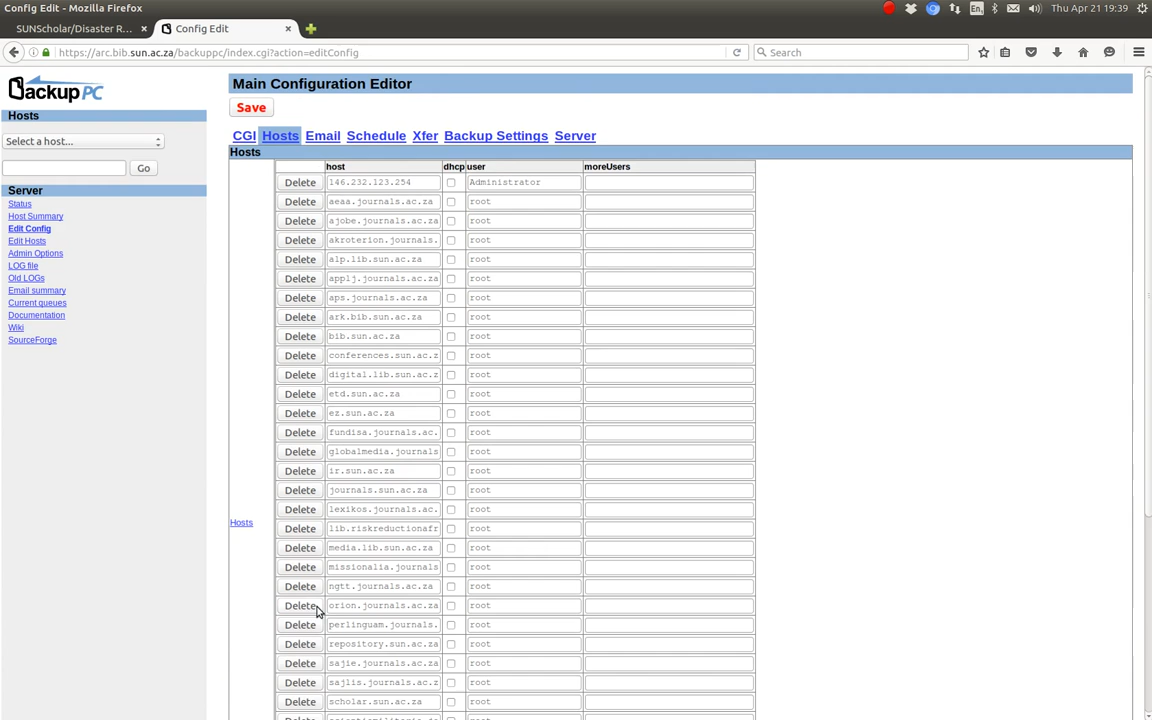 Config Edit - Mozilla Firefox
En
Thu Apr 21 19:39
SUNScholar/Disaster R...
Config Edit
https://arc.bib.sun.ac.za/backuppc/index.cgi?action=editConfig
Search
BackupPC
Hosts
Select a host...
Go
Server
Status
Host Summary
Edit Config
Edit Hosts
Admin Options
LOG file
Old LOGs
Email summary
Current queues
Documentation
Wiki
SourceForge
Main Configuration Editor
Save
CGI Hosts Email Schedule Xfer Backup Settings Server
Hosts
Hosts
host dhcp user moreUsers
Delete 146.232.123.254 Administrator
Delete aeaa.journals.ac.za root
Delete ajobe.journals.ac.za root
Delete akroterion.journals. root
Delete alp.lib.sun.ac.za root
Delete applj.journals.ac.za root
Delete aps.journals.ac.za root
Delete ark.bib.sun.ac.za root
Delete bib.sun.ac.za root
Delete conferences.sun.ac.z root
Delete digital.lib.sun.ac.z root
Delete etd.sun.ac.za root
Delete ez.sun.ac.za root
Delete fundisa.journals.ac. root
Delete globalmedia.journals root
Delete ir.sun.ac.za root
Delete journals.sun.ac.za root
Delete lexikos.journals.ac. root
Delete lib.riskreductionafr root
Delete media.lib.sun.ac.za root
Delete missionalia.journals root
Delete ngtt.journals.ac.za root
Delete orion.journals.ac.za root
Delete perlinguam.journals. root
Delete repository.sun.ac.za root
Delete sajie.journals.ac.za root
Delete sajlis.journals.ac.z root
Delete scholar.sun.ac.za root